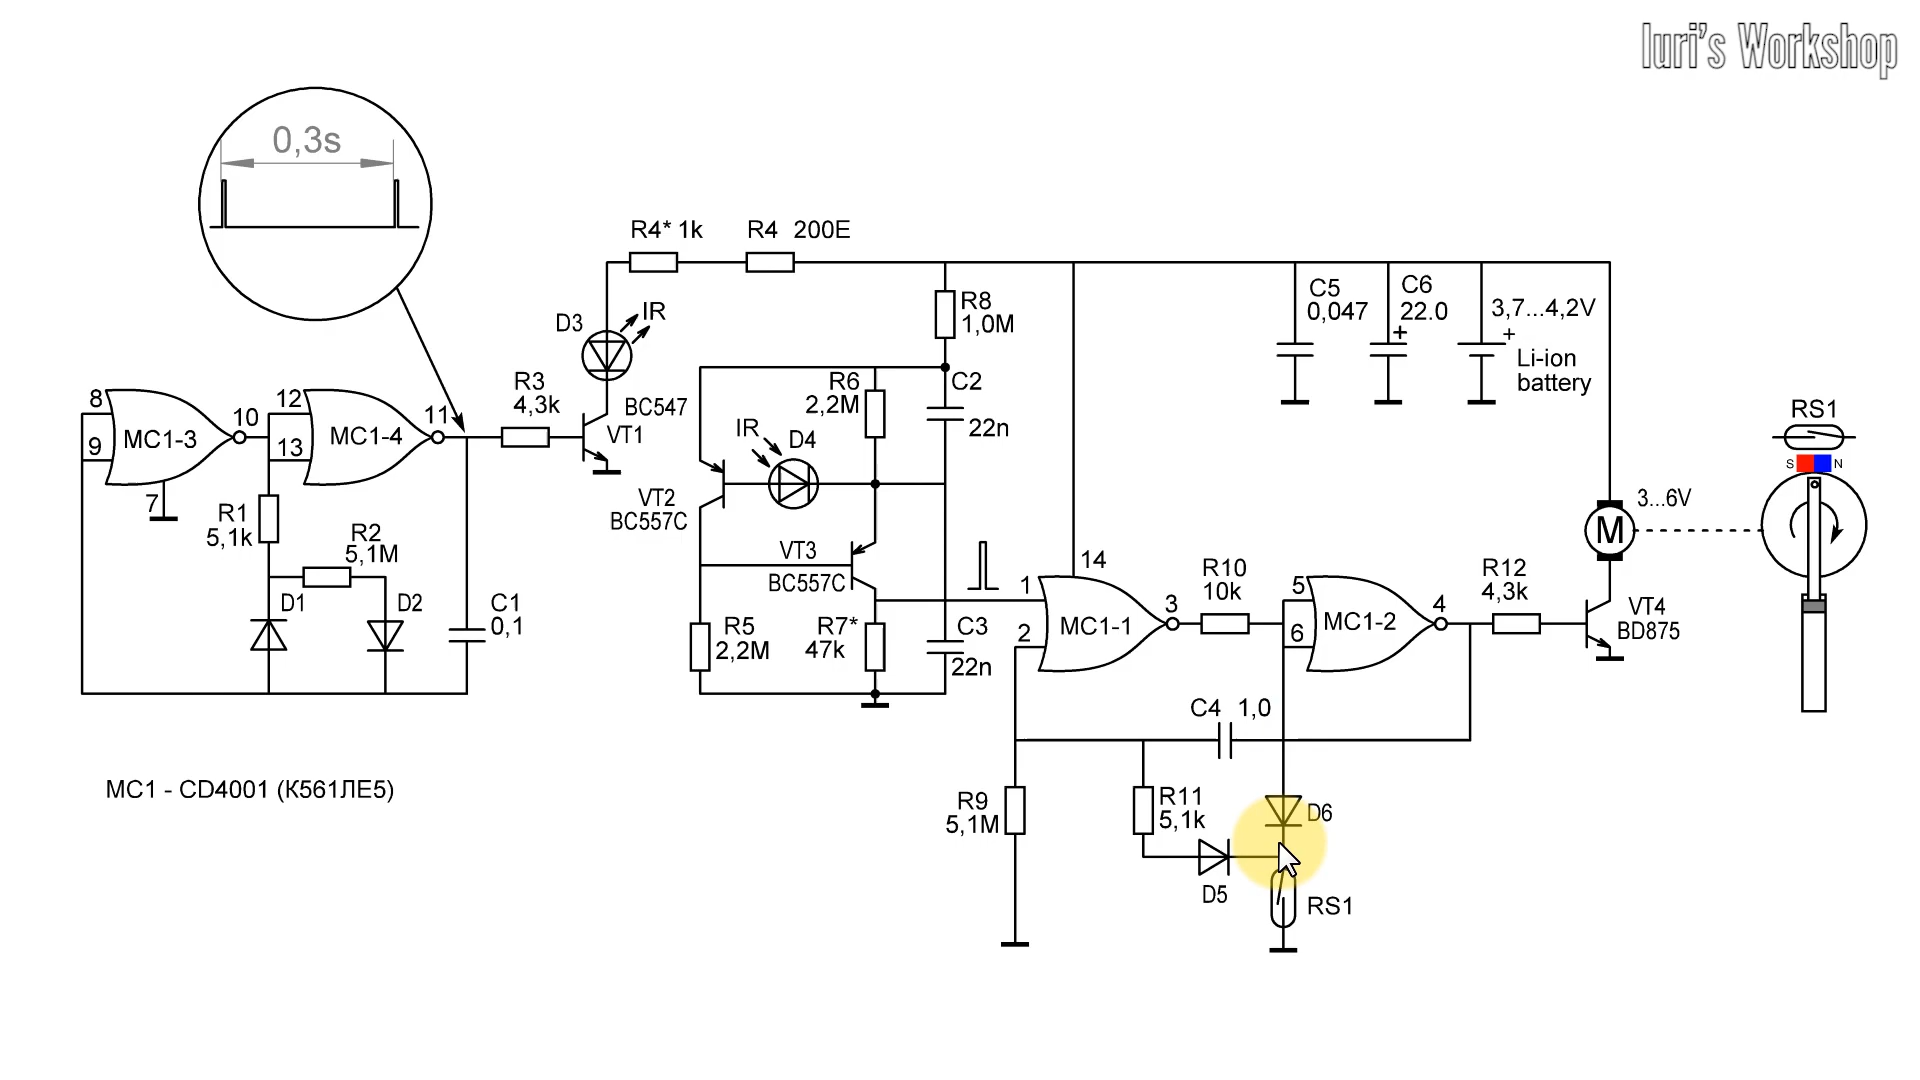 Iuri's Workshop
0,3s
R4* 1k
R4 200E
D3
IR
R8
1,0M
C5
0,047
C6
22.0
+
3,7...4,2V
+
Li-ion
battery
R3
4,3k
BC547
VT1
R6
2,2M
C2
22n
IR
D4
8
9
MC1-3
10
12
13
MC1-4
11
7
R1
5,1k
R2
5,1M
D1
D2
C1
0,1
VT2
BC557C
VT3
BC557C
R5
2,2M
R7*
47k
C3
22n
14
1
2
MC1-1
3
R10
10k
5
6
MC1-2
4
R12
4,3k
VT4
BD875
M
3...6V
RS1
S
N
C4 1,0
R9
5,1M
R11
5,1k
D6
D5
RS1
MC1 - CD4001 (К561ЛЕ5)